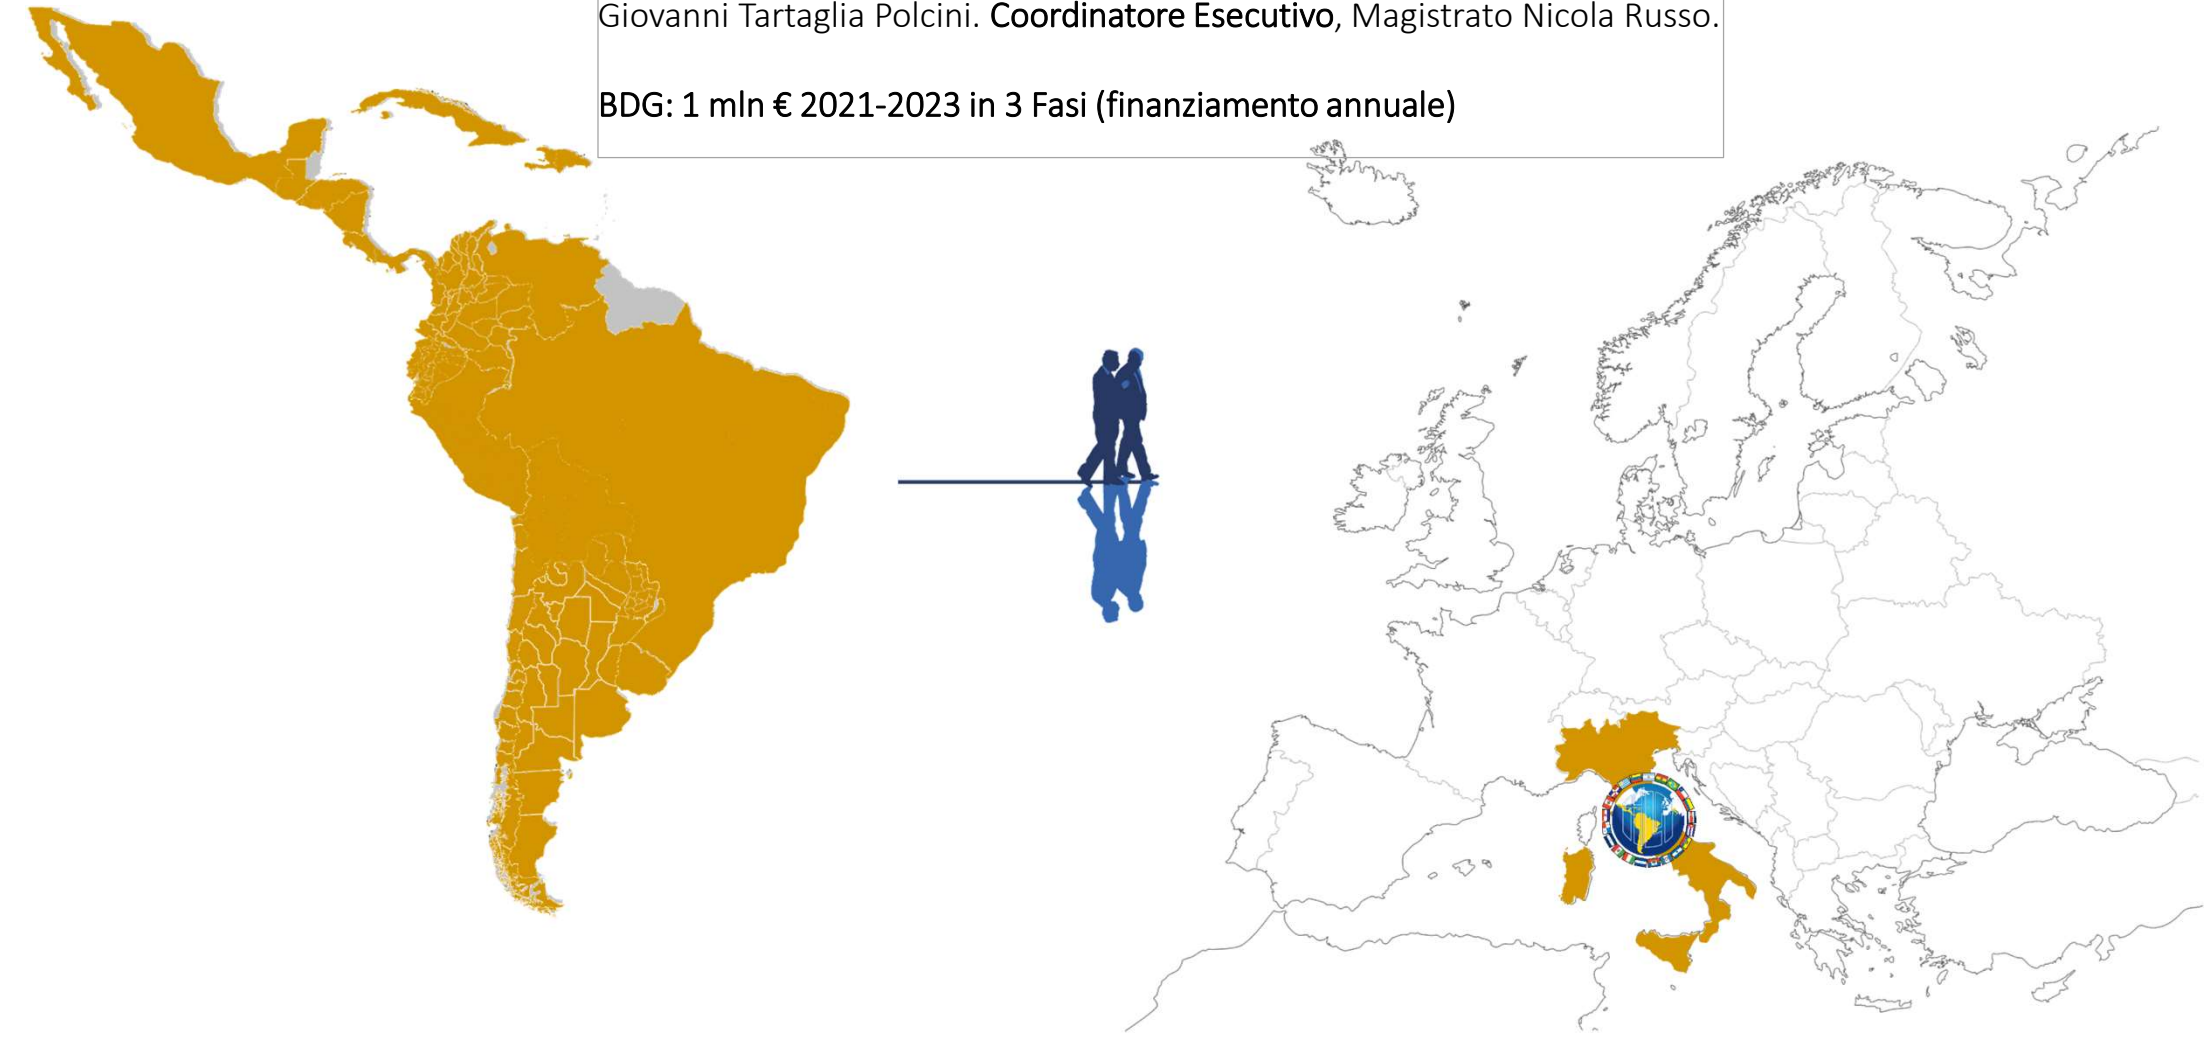 Giovanni Tartaglia Polcini. Coordinatore Esecutivo, Magistrato Nicola Russo.
BDG: 1 mln € 2021-2023 in 3 Fasi (finanziamento annuale)